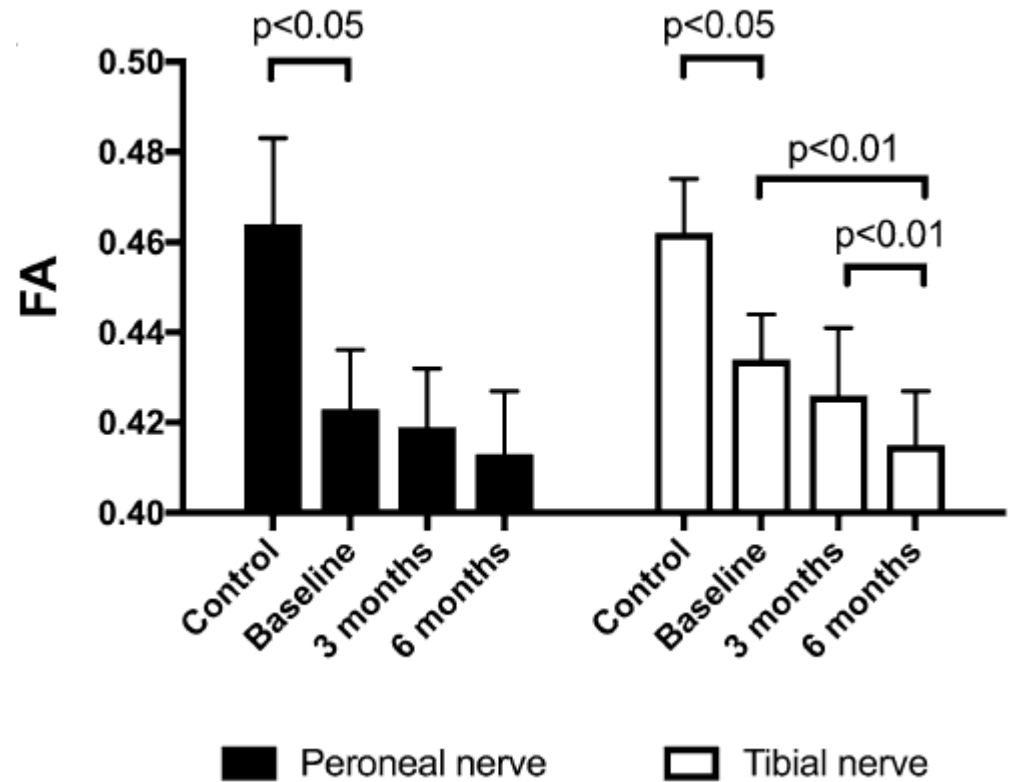 p<0.05
p<0.05
0.50
0.48
p<0.01
0.46
p<0.01
FA
0.44
0.42
0.40
Control
Baseline
3 months
6 months
Control
Baseline
3 months
6 months
Peroneal nerve
Tibial nerve